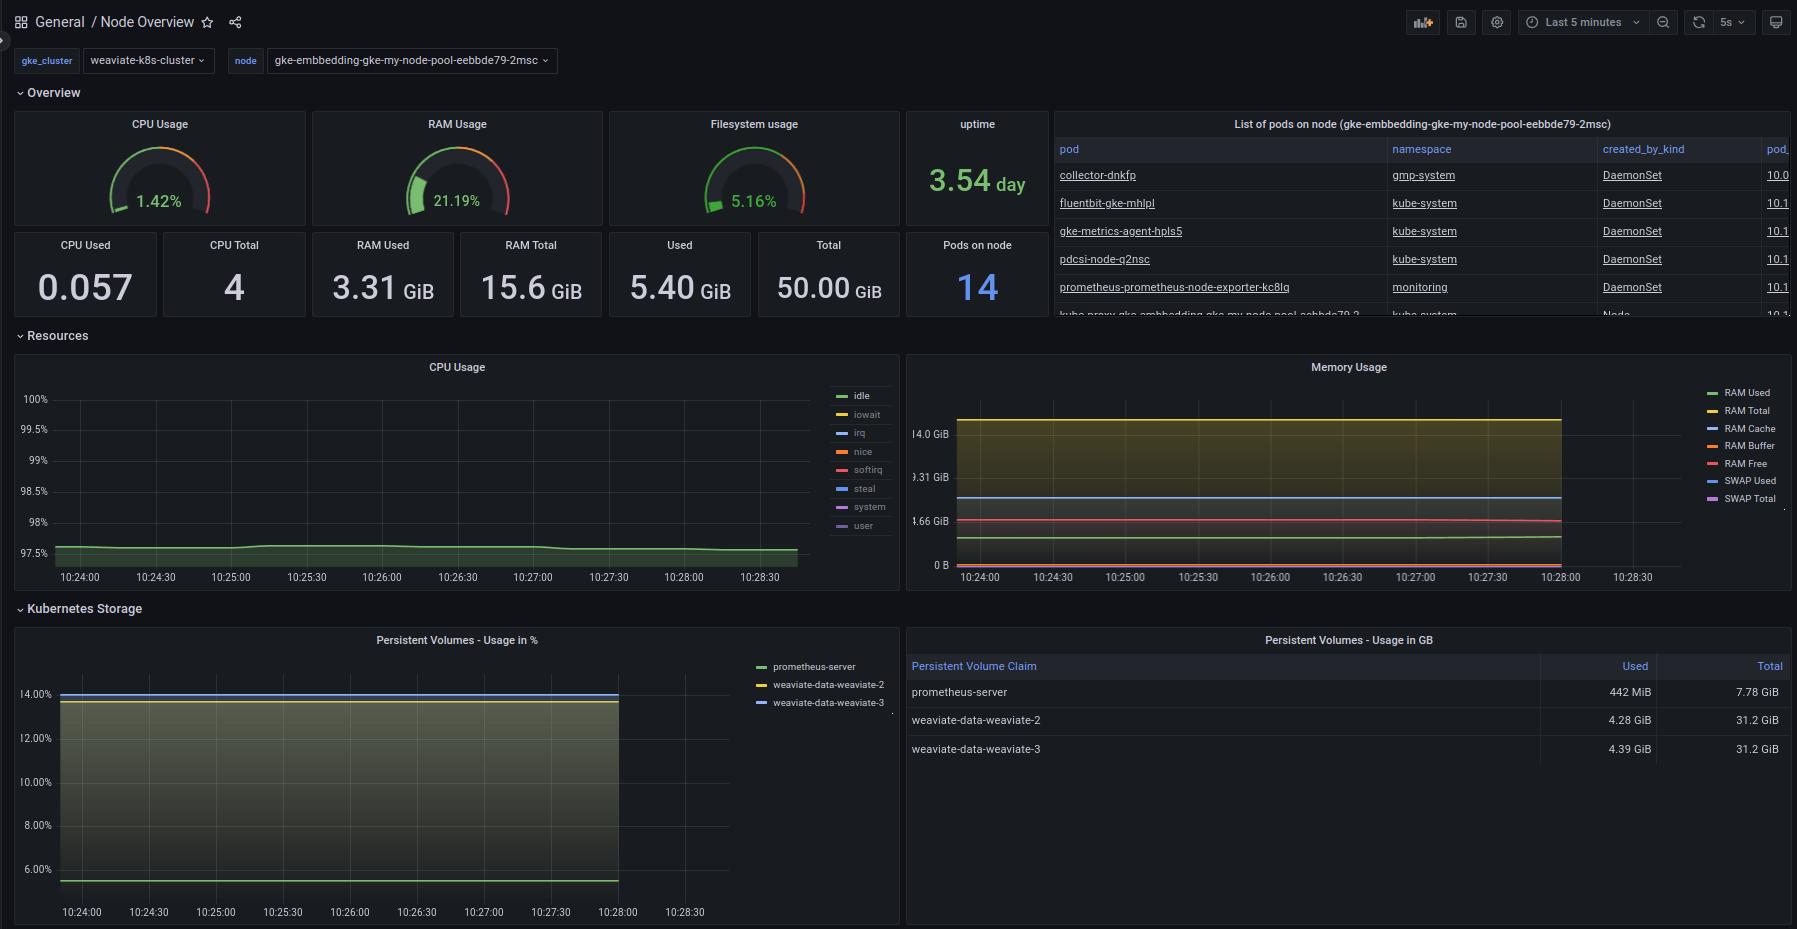 General / Node Overview
Last 5 minutes
5s
gke_cluster weaviate-k8s-cluster node gke-embbedding-gke-my-node-pool-eebbde79-2msc
Overview
CPU Usage
1.42%
RAM Usage
21.19%
Filesystem usage
5.16%
uptime
3.54 day
CPU Used
0.057
CPU Total
4
RAM Used
3.31 GiB
RAM Total
15.6 GiB
Used
5.40 GiB
Total
50.00 GiB
Pods on node
14
List of pods on node (gke-embbedding-gke-my-node-pool-eebbde79-2msc)
pod namespace created_by_kind pod_
collector-dnkfp gmp-system DaemonSet 10.0
fluentbit-gke-mhlpl kube-system DaemonSet 10.1
gke-metrics-agent-hpls5 kube-system DaemonSet 10.1
pdcsi-node-q2nsc kube-system DaemonSet 10.1
prometheus-prometheus-node-exporter-kc8lq monitoring DaemonSet 10.1
kube-proxy-gke-embbedding-gke-my-node-pool-eebbde79-2 kube-system Node 10.1
Resources
CPU Usage
100%
99.5%
99%
98.5%
98%
97.5%
10:24:00 10:24:30 10:25:00 10:25:30 10:26:00 10:26:30 10:27:00 10:27:30 10:28:00 10:28:30
idle
iowait
irq
nice
softirq
steal
system
user
Memory Usage
14.0 GiB
9.31 GiB
4.66 GiB
0 B
10:24:00 10:24:30 10:25:00 10:25:30 10:26:00 10:26:30 10:27:00 10:27:30 10:28:00 10:28:30
RAM Used
RAM Total
RAM Cache
RAM Buffer
RAM Free
SWAP Used
SWAP Total
Kubernetes Storage
Persistent Volumes - Usage in %
14.00%
12.00%
10.00%
8.00%
6.00%
10:24:00 10:24:30 10:25:00 10:25:30 10:26:00 10:26:30 10:27:00 10:27:30 10:28:00 10:28:30
prometheus-server
weaviate-data-weaviate-2
weaviate-data-weaviate-3
Persistent Volumes - Usage in GB
Persistent Volume Claim Used Total
prometheus-server 442 MiB 7.78 GiB
weaviate-data-weaviate-2 4.28 GiB 31.2 GiB
weaviate-data-weaviate-3 4.39 GiB 31.2 GiB